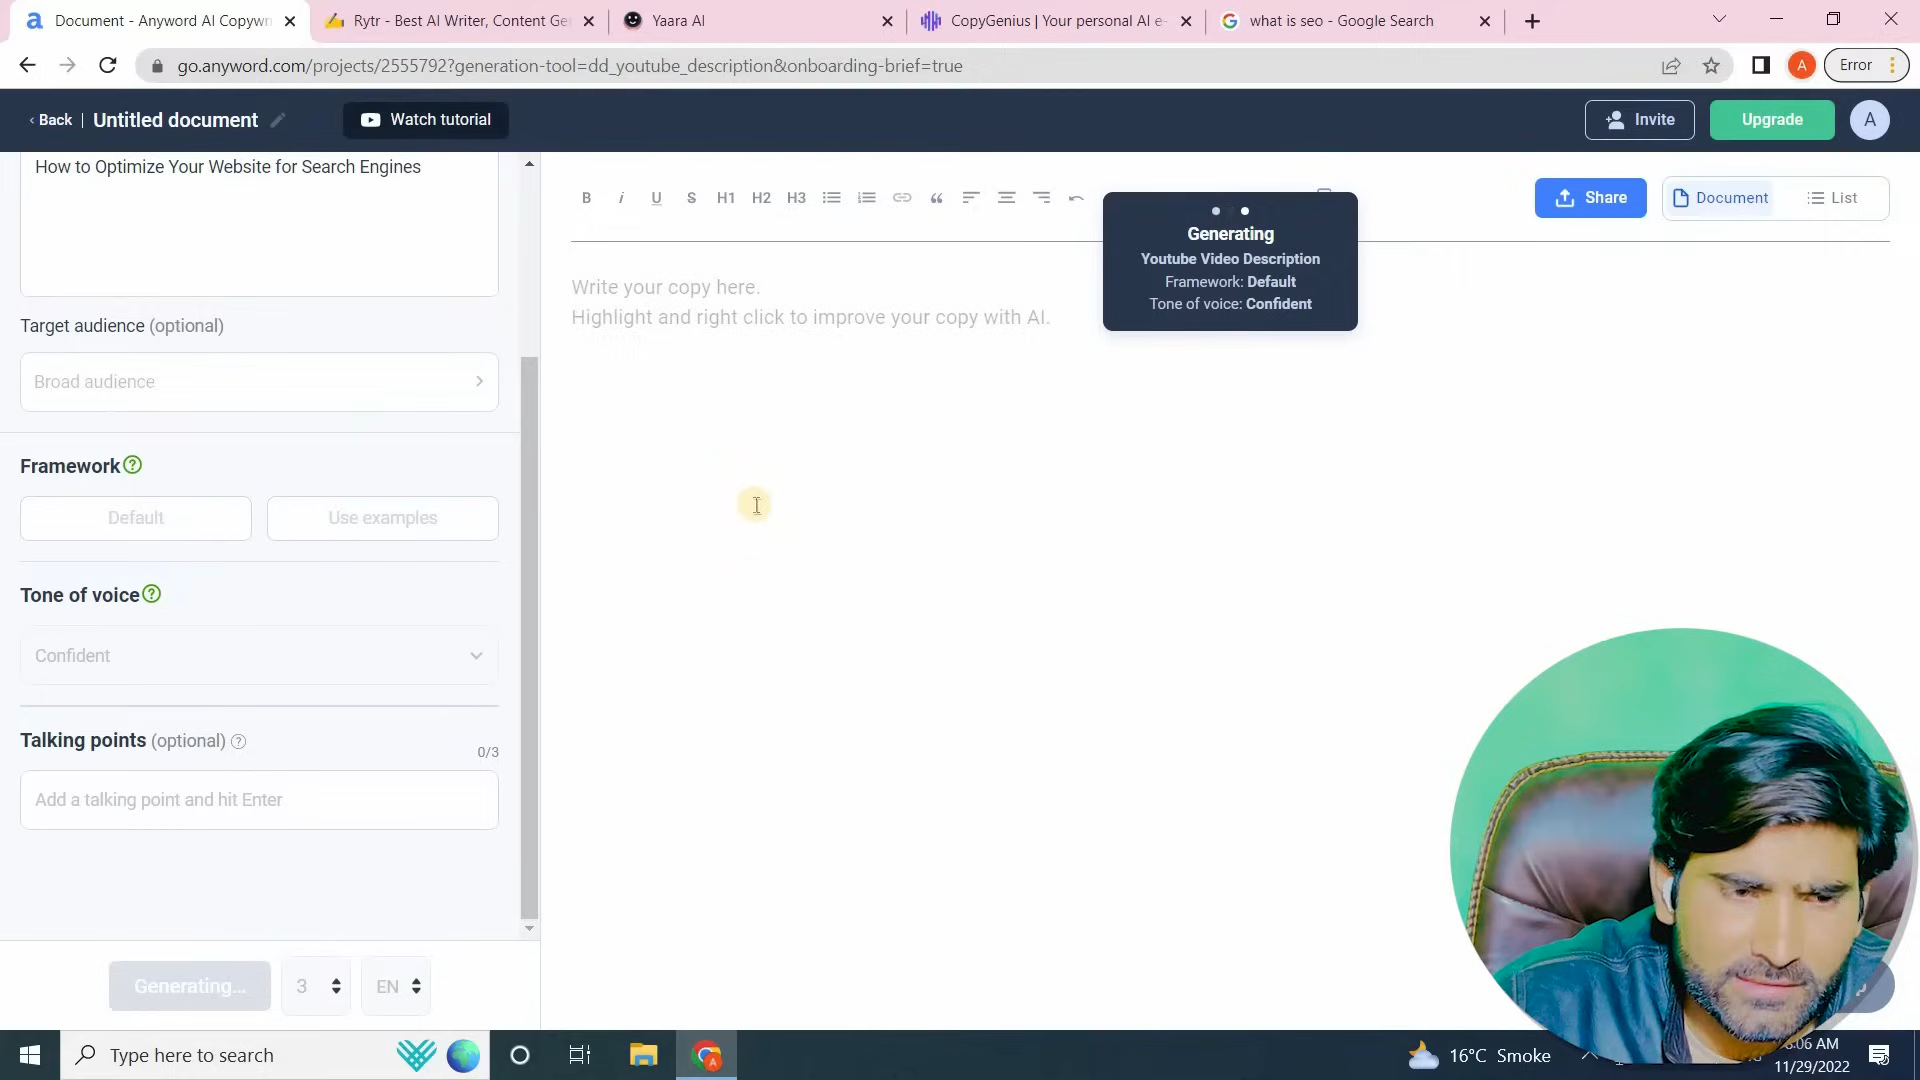 Document - Anyword AI Copywr
Rytr - Best AI Writer, Content Ge
Yaara AI
CopyGenius | Your personal AI e-
what is seo - Google Search
go.anyword.com/projects/2555792?generation-tool=dd_youtube_description&onboarding-brief=true
A
Error
‹ Back | Untitled document
Watch tutorial
Invite
Upgrade
A
How to Optimize Your Website for Search Engines
B i U S H1 H2 H3
Share
Document
List
Generating
Youtube Video Description
Framework: Default
Tone of voice: Confident
Write your copy here.
Highlight and right click to improve your copy with AI.
Target audience (optional)
Broad audience
Framework
Default
Use examples
Tone of voice
Confident
Talking points (optional)
0/3
Add a talking point and hit Enter
Generating...
3
EN
Type here to search
16°C Smoke
:06 AM
11/29/2022